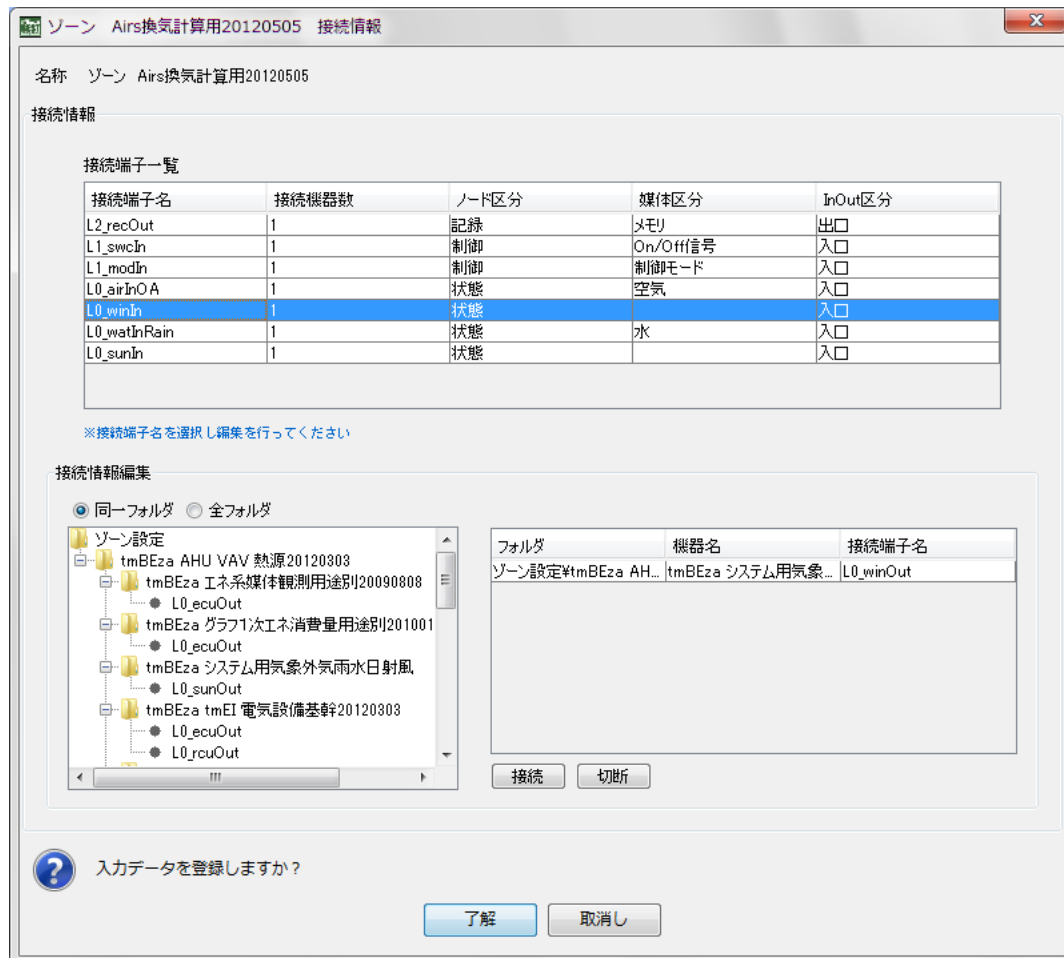 ゾーン Airs換気計算用20120505 接続情報
名称 ゾーン Airs換気計算用20120505
接続情報
接続端子一覧
接続端子名 接続機器数 ノード区分 媒体区分 InOut区分
L2_recOut 1 記録 メモリ 出口
L1_swcIn 1 制御 On/Off信号 入口
L1_modIn 1 制御 制御モード 入口
L0_airInOA 1 状態 空気 入口
L0_winIn 1 状態 入口
L0_watInRain 1 状態 水 入口
L0_sunIn 1 状態 入口
※接続端子名を選択し編集を行ってください
接続情報編集
同一フォルダ 全フォルダ
ゾーン設定
tmBEza AHU VAV 熱源20120303
tmBEza エネ系媒体観測用途別20090808
L0_ecuOut
tmBEza グラフ1次エネ消費量用途別201001
L0_ecuOut
tmBEza システム用気象外気雨水日射風
L0_sunOut
tmBEza tmEI 電気設備基幹20120303
L0_ecuOut
L0_rcuOut
フォルダ 機器名 接続端子名
ゾーン設定¥tmBEza AH... tmBEza システム用気象... L0_winOut
接続 切断
入力データを登録しますか？
了解 取消し